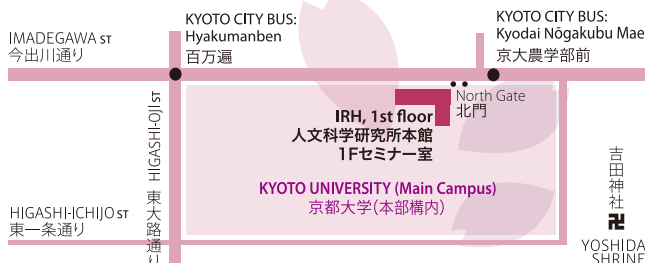 KYOTO CITY BUS:
Hyakumanben
百万遍
KYOTO CITY BUS:
Kyodai Nōgakubu Mae
京大農学部前
IMADEGAWA ST
今出川通り
North Gate
北門
IRH, 1st floor
人文科学研究所本館
1Fセミナー室
HIGASHI-OJI ST
東大路通り
KYOTO UNIVERSITY (Main Campus)
京都大学(本部構内)
HIGASHI-ICHIJO ST
東一条通り
吉田神社
卍
YOSHIDA
SHRINE